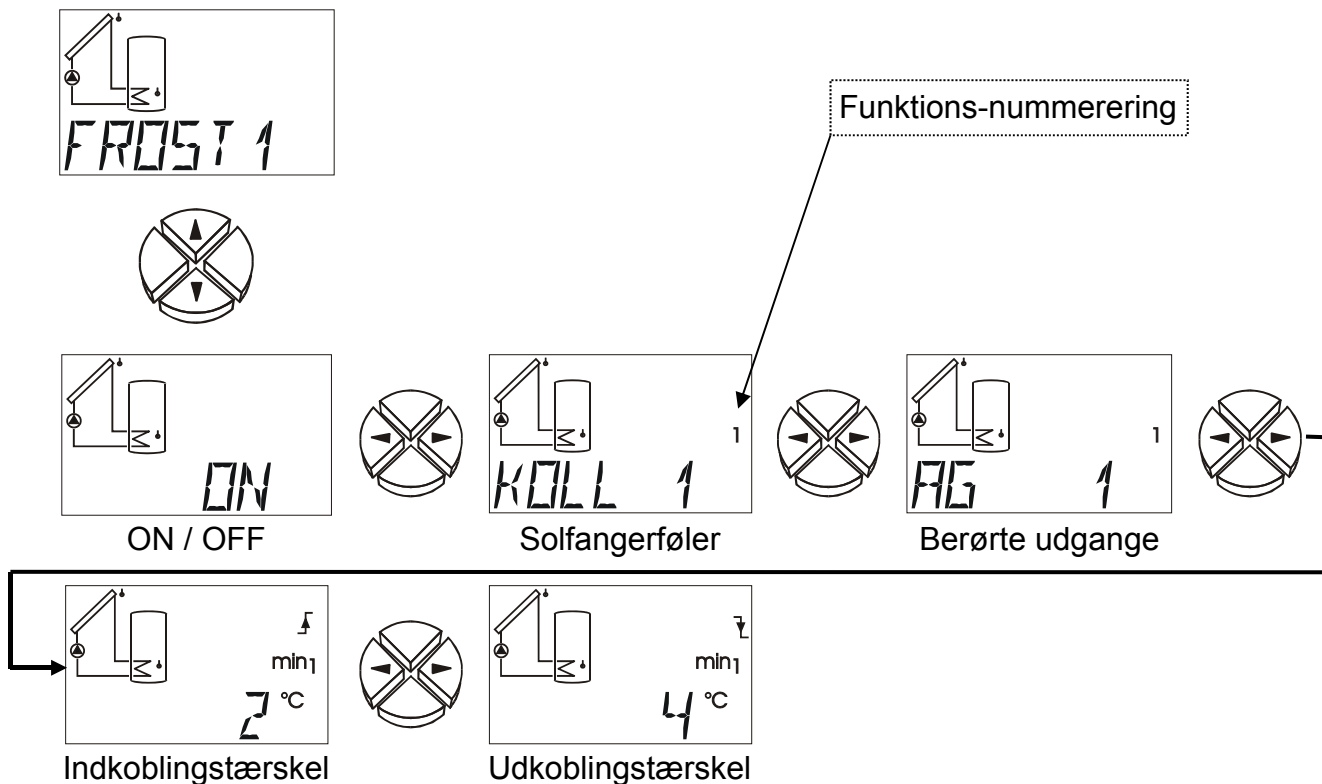 FROST 1
Funktions-nummerering
ON
1
KOLL 1
1
AG 1
ON / OFF
Solfangerføler
Berørte udgange
min1
2 °C
min1
4 °C
Indkoblingstærskel
Udkoblingstærskel